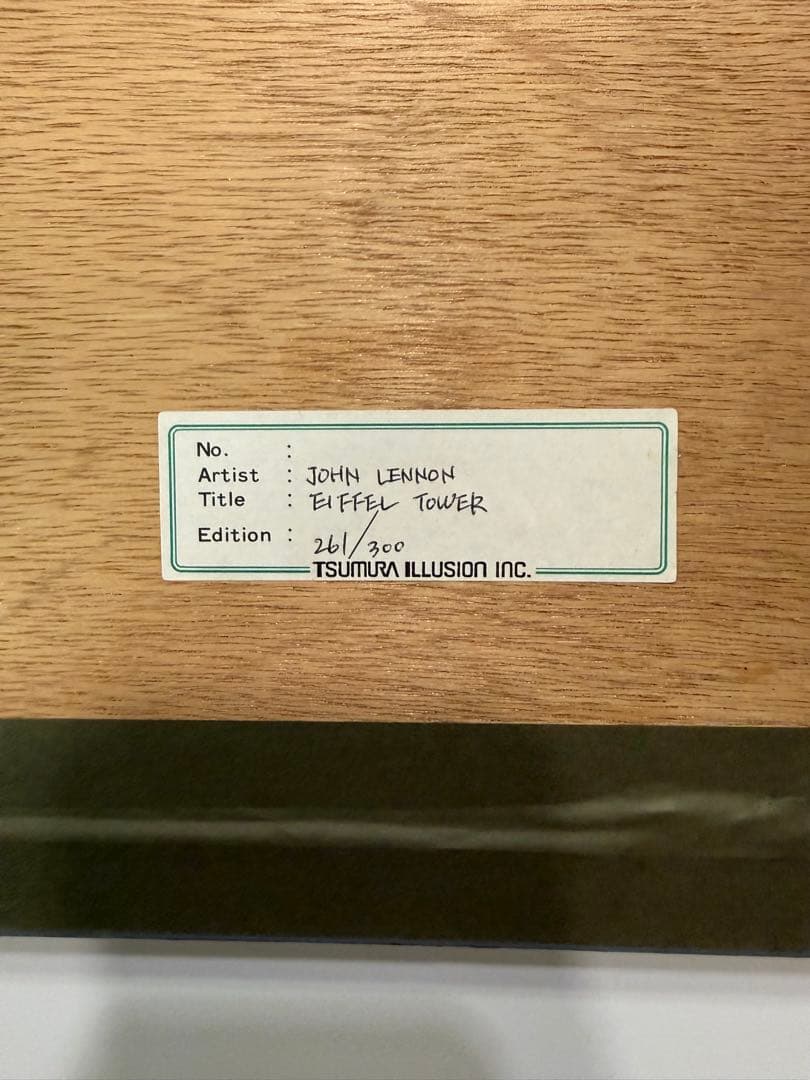 No. :
Artist : JOHN LENNON
Title : EIFFEL TOWER
Edition : 261/300
TSUMURA ILLUSION INC.